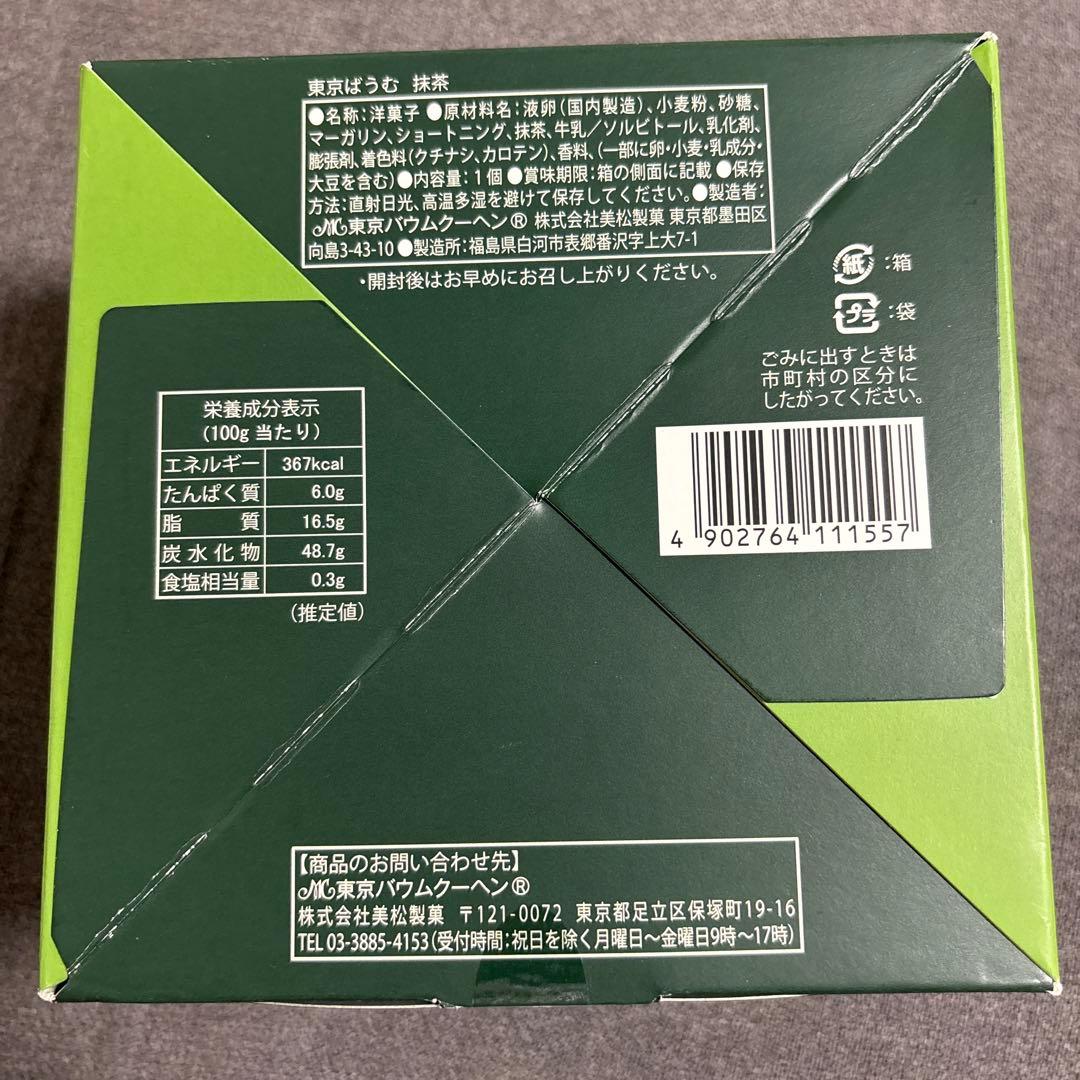 東京ばうむ 抹茶
●名称:洋菓子 ●原材料名:液卵(国内製造)、小麦粉、砂糖、
マーガリン、ショートニング、抹茶、牛乳/ソルビトール、乳化剤、
膨張剤、着色料(クチナシ、カロテン)、香料、(一部に卵・小麦・乳成分・
大豆を含む)●内容量:1個 ●賞味期限:箱の側面に記載 ●保存
方法:直射日光、高温多湿を避けて保存してください。●製造者:
東京バウムクーヘン® 株式会社美松製菓 東京都墨田区
向島3-43-10 ●製造所:福島県白河市表郷番沢字上大7-1
・開封後はお早めにお召し上がりください。
紙:箱
プラ:袋
ごみに出すときは
市町村の区分に
したがってください。
4 902764 111557
栄養成分表示
(100g当たり)
エネルギー 367kcal
たんぱく質 6.0g
脂質 16.5g
炭水化物 48.7g
食塩相当量 0.3g
(推定値)
【商品のお問い合わせ先】
東京バウムクーヘン®
株式会社美松製菓 〒121-0072 東京都足立区保塚町19-16
TEL 03-3885-4153(受付時間:祝日を除く月曜日〜金曜日9時〜17時)